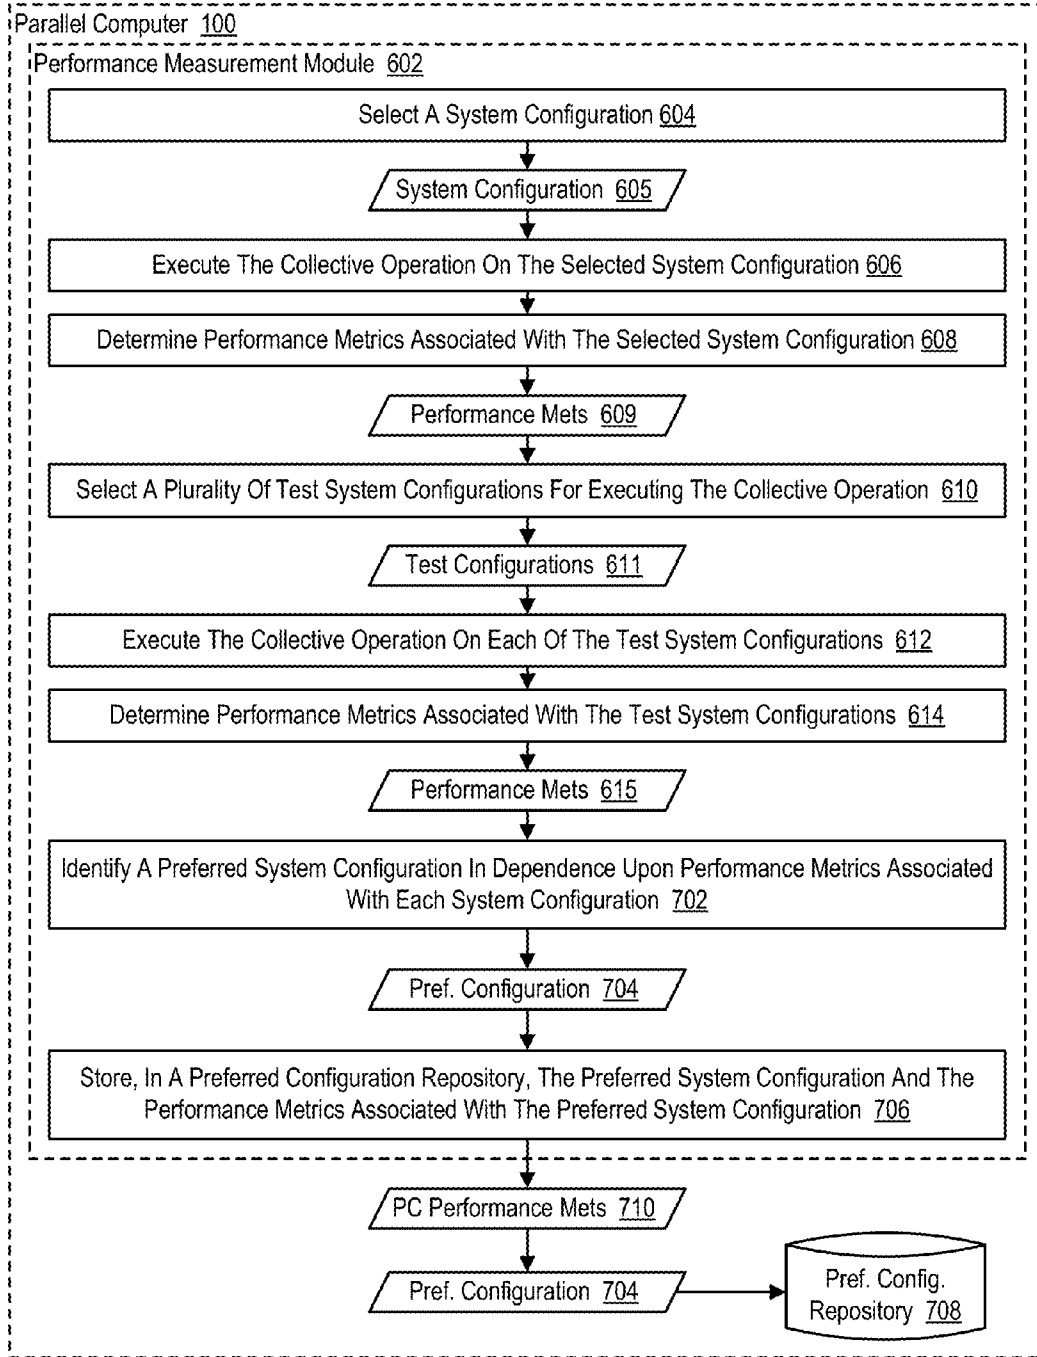 Parallel Computer 100
Performance Measurement Module 602
Select A System Configuration 604
System Configuration 605
Execute The Collective Operation On The Selected System Configuration 606
Determine Performance Metrics Associated With The Selected System Configuration 608
Performance Mets 609
Select A Plurality Of Test System Configurations For Executing The Collective Operation 610
Test Configurations 611
Execute The Collective Operation On Each Of The Test System Configurations 612
Determine Performance Metrics Associated With The Test System Configurations 614
Performance Mets 615
Identify A Preferred System Configuration In Dependence Upon Performance Metrics Associated
With Each System Configuration 702
Pref. Configuration 704
Store, In A Preferred Configuration Repository, The Preferred System Configuration And The
Performance Metrics Associated With The Preferred System Configuration 706
PC Performance Mets 710
Pref. Configuration 704
Pref. Config.
Repository 708